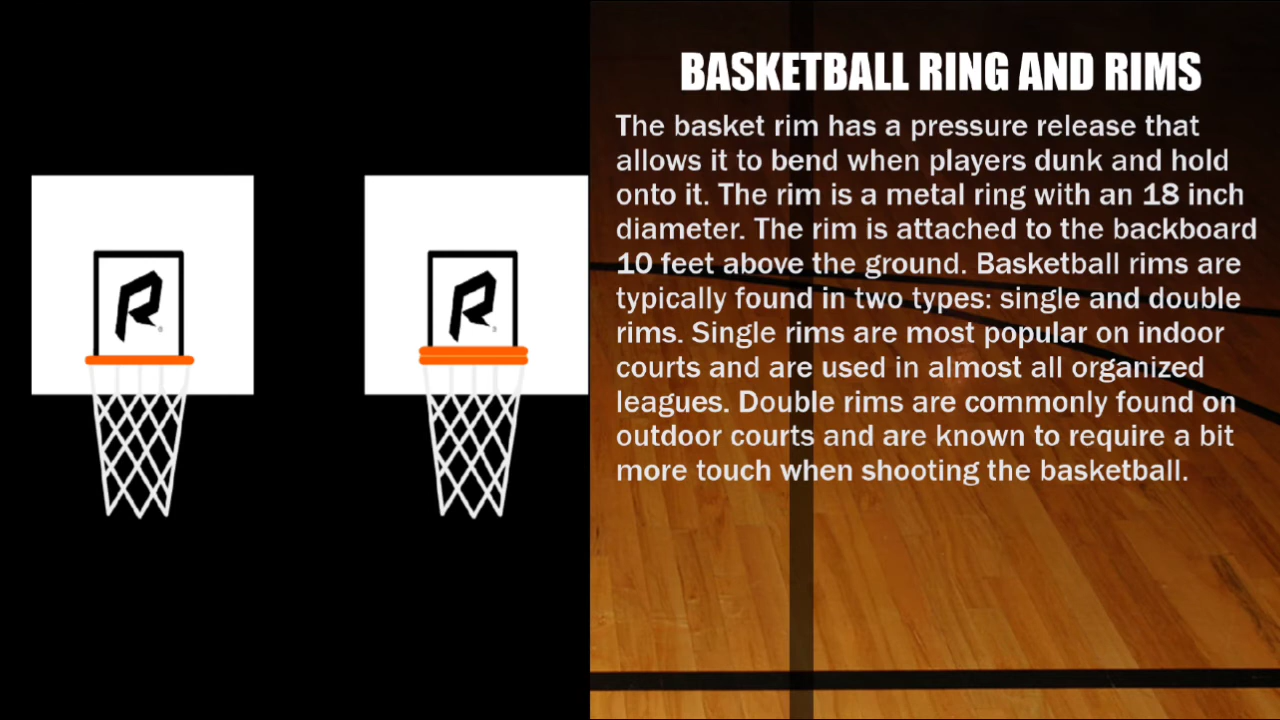 BASKETBALL RING AND RIMS
The basket rim has a pressure release that
allows it to bend when players dunk and hold
onto it. The rim is a metal ring with an 18 inch
diameter. The rim is attached to the backboard
10 feet above the ground. Basketball rims are
typically found in two types: single and double
rims. Single rims are most popular on indoor
courts and are used in almost all organized
leagues. Double rims are commonly found on
outdoor courts and are known to require a bit
more touch when shooting the basketball.
R
R